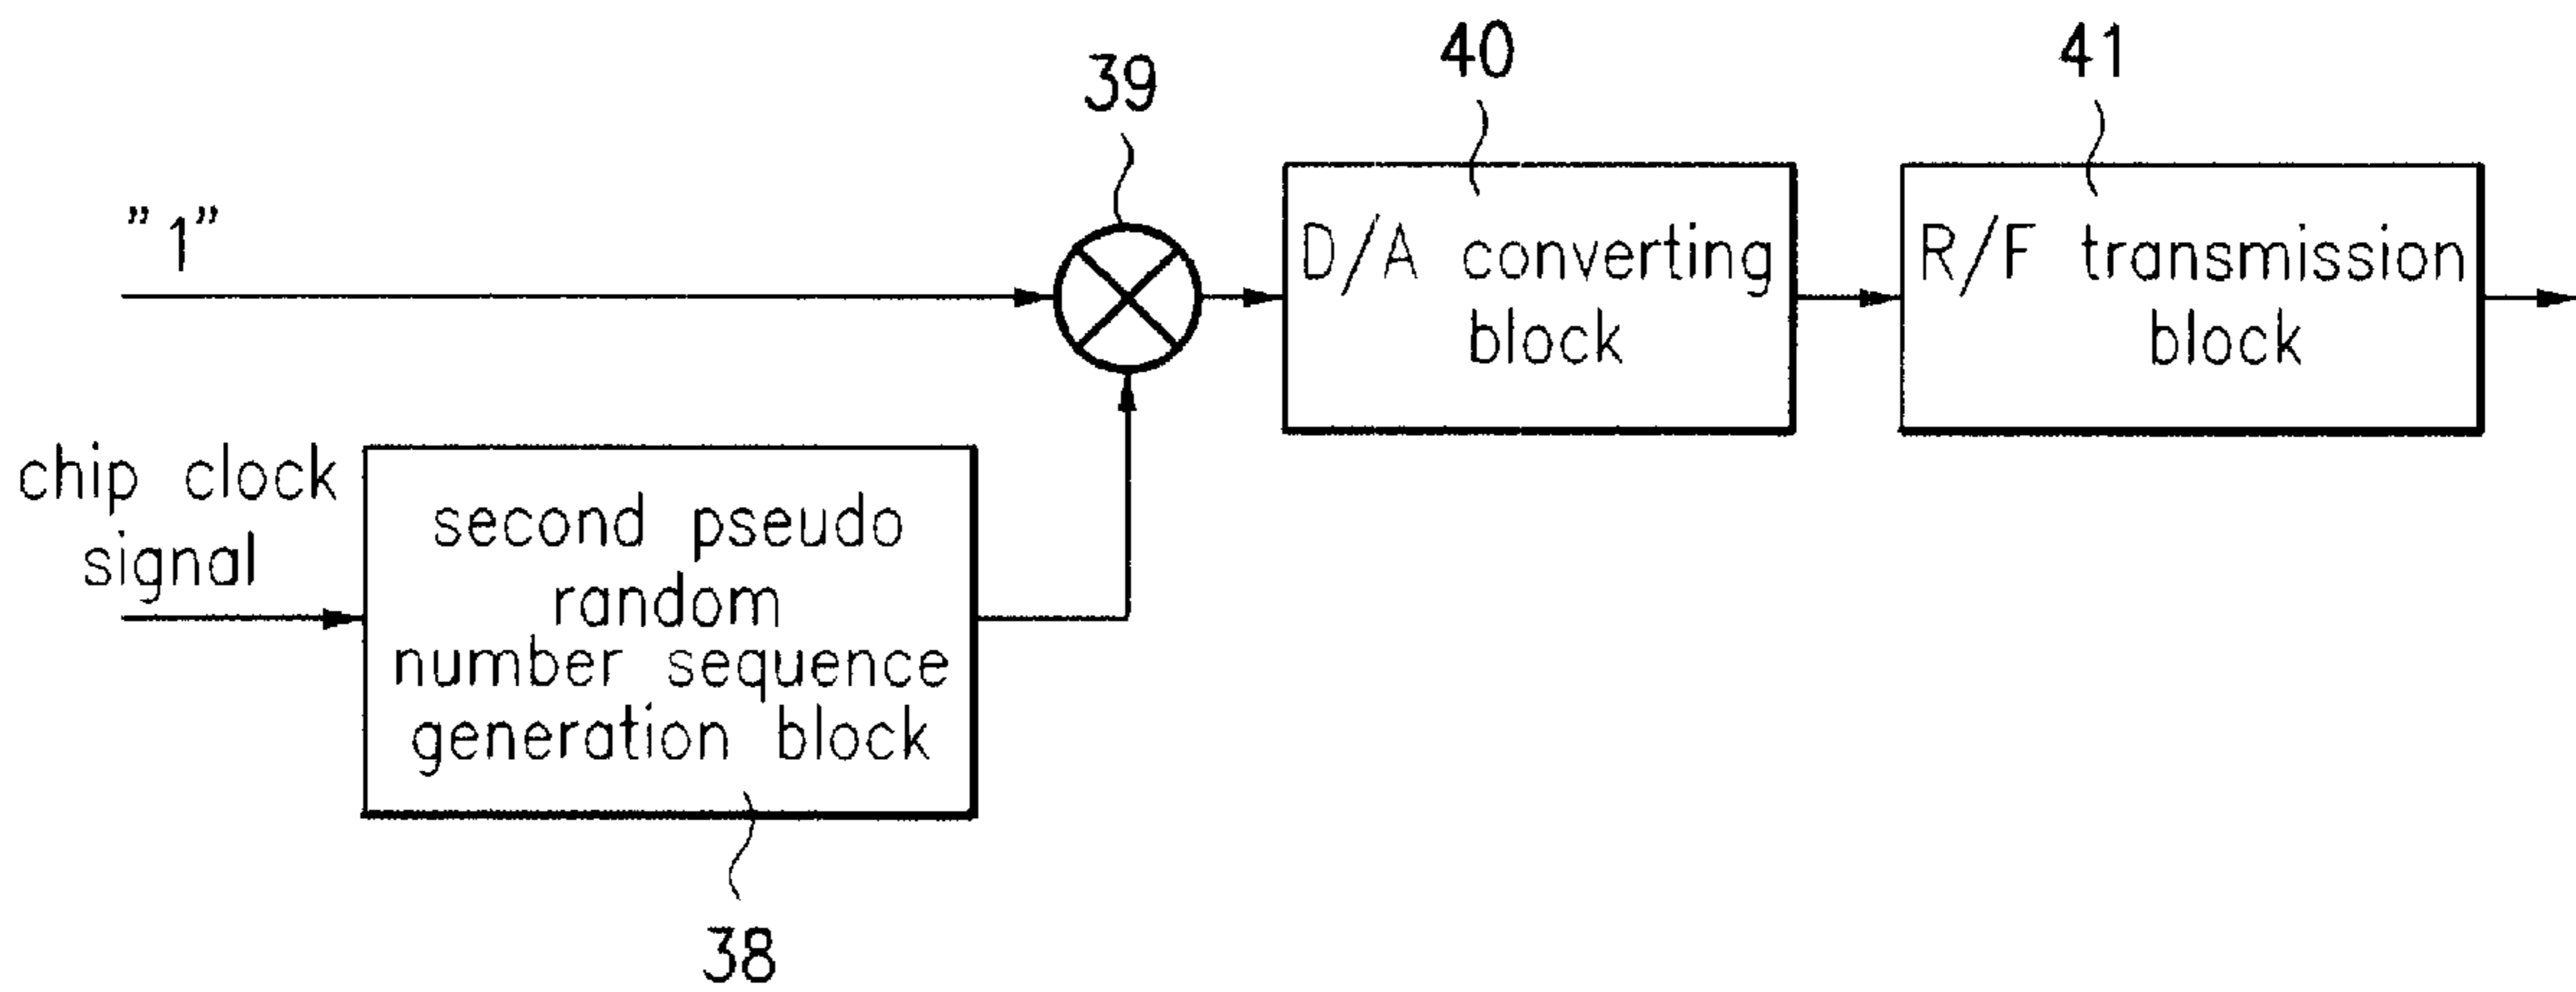 40
41
39
"1"
D/A converting
block
R/F transmission
block
chip clock
signal
second pseudo
random
number sequence
generation block
38